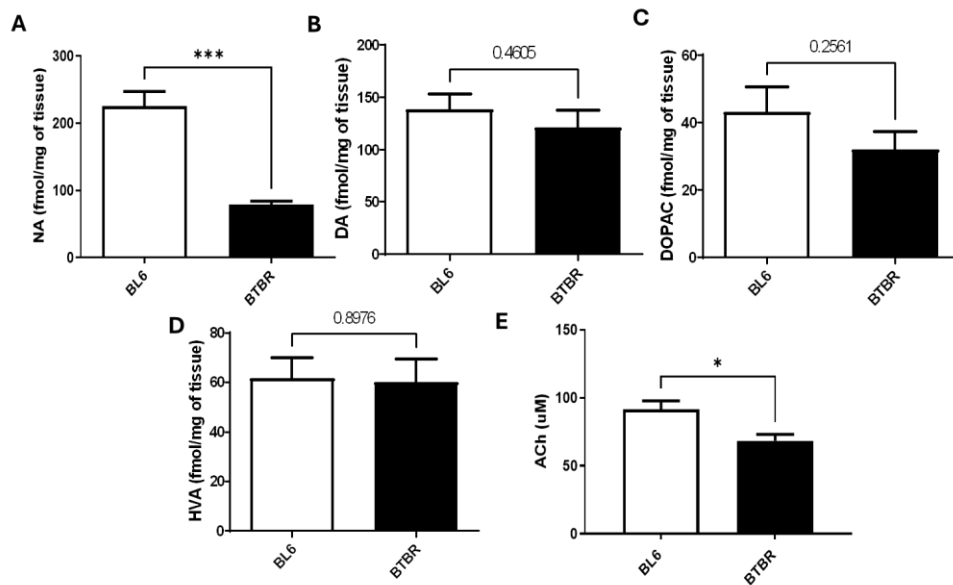 A
NA (fmol/mg of tissue)
300
200
100
0
***
BL6
BTBR
B
DA (fmol/mg of tissue)
200
150
100
50
0
0.4605
BL6
BTBR
C
DOPAC (fmol/mg of tissue)
60
40
20
0
0.2561
BL6
BTBR
D
HVA (fmol/mg of tissue)
80
60
40
20
0
0.8976
BL6
BTBR
E
ACh (uM)
150
100
50
0
*
BL6
BTBR